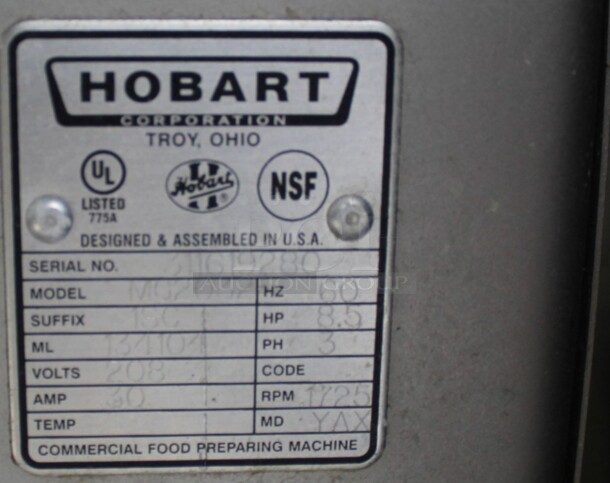 HOBART
CORPORATION
TROY, OHIO
UL
LISTED
775A
Hobart
NSF
DESIGNED & ASSEMBLED IN U.S.A.
SERIAL NO.
AUCTION GROUP
MODEL HZ 60
SUFFIX HP 8.5
ML 134104 PH 3
VOLTS 208 CODE
AMP 30 RPM 1725
TEMP MD YAX
COMMERCIAL FOOD PREPARING MACHINE